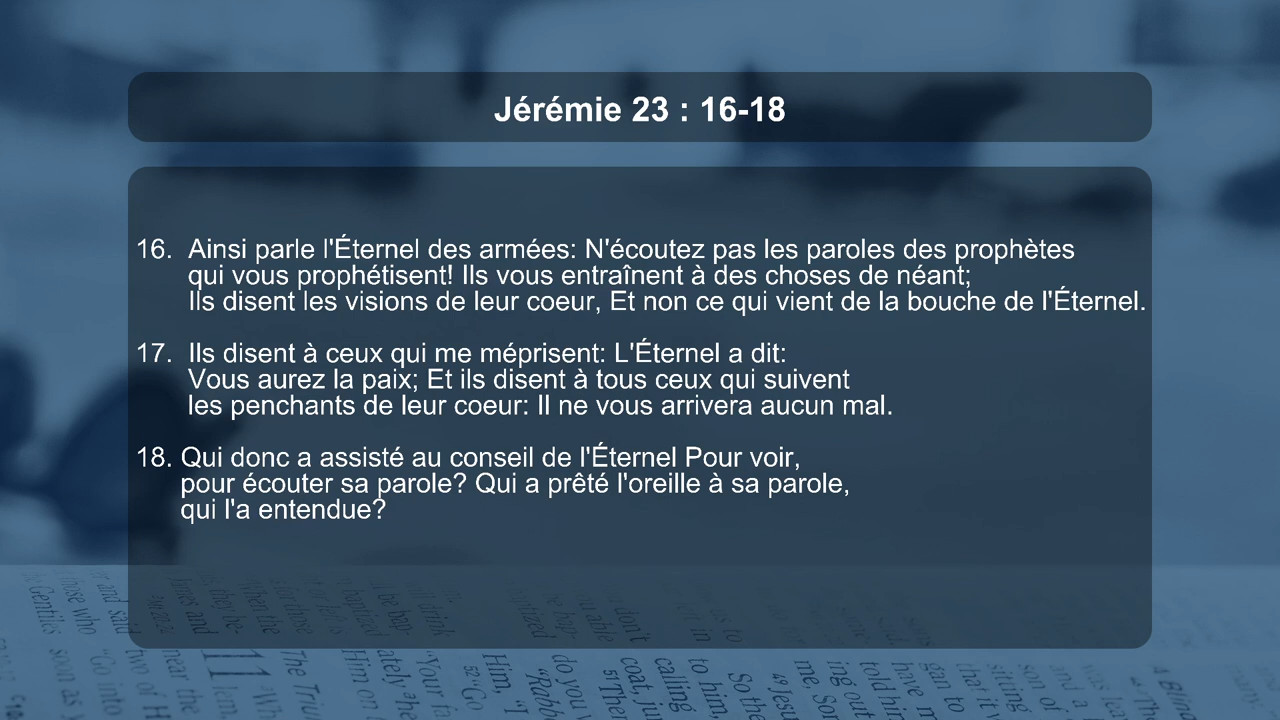 Jérémie 23 : 16-18
16. Ainsi parle l'Éternel des armées: N'écoutez pas les paroles des prophètes
qui vous prophétisent! Ils vous entraînent à des choses de néant;
Ils disent les visions de leur coeur, Et non ce qui vient de la bouche de l'Éternel.
17. Ils disent à ceux qui me méprisent: L'Éternel a dit:
Vous aurez la paix; Et ils disent à tous ceux qui suivent
les penchants de leur coeur: Il ne vous arrivera aucun mal.
18. Qui donc a assisté au conseil de l'Éternel Pour voir,
pour écouter sa parole? Qui a prêté l'oreille à sa parole,
qui l'a entendue?